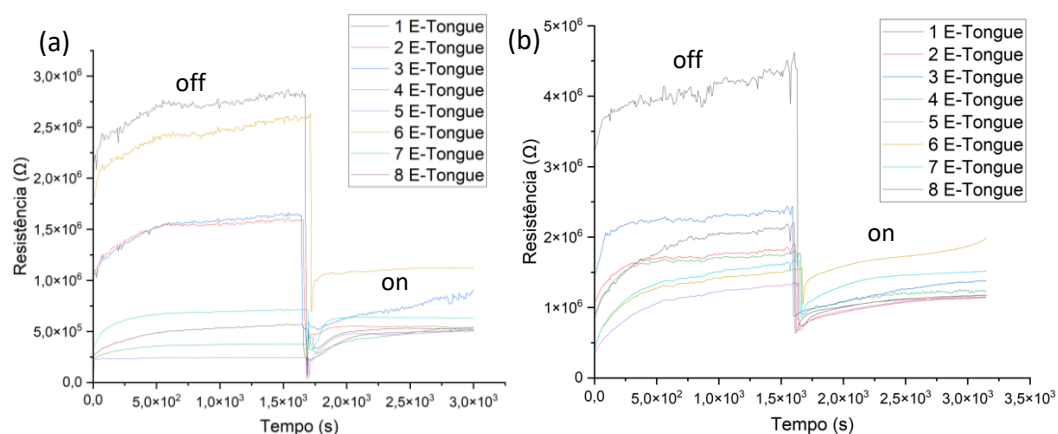 (a)
off
on
1 E-Tongue
2 E-Tongue
3 E-Tongue
4 E-Tongue
5 E-Tongue
6 E-Tongue
7 E-Tongue
8 E-Tongue
3,0×10⁶
2,5×10⁶
2,0×10⁶
1,5×10⁶
1,0×10⁶
5,0×10⁵
0,0
Resistência (Ω)
0,0 5,0×10² 1,0×10³ 1,5×10³ 2,0×10³ 2,5×10³ 3,0×10³
Tempo (s)
(b)
off
on
1 E-Tongue
2 E-Tongue
3 E-Tongue
4 E-Tongue
5 E-Tongue
6 E-Tongue
7 E-Tongue
8 E-Tongue
5×10⁶
4×10⁶
3×10⁶
2×10⁶
1×10⁶
0
Resistência (Ω)
0,0 5,0×10² 1,0×10³ 1,5×10³ 2,0×10³ 2,5×10³ 3,0×10³ 3,5×10³
Tempo (s)